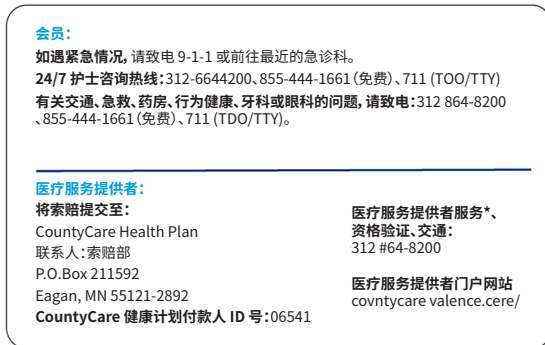 会员：
如遇紧急情况，请致电 9-1-1 或前往最近的急诊科。
24/7 护士咨询热线：312-6644200、855-444-1661（免费）、711 (TOO/TTY)
有关交通、急救、药房、行为健康、牙科或眼科的问题，请致电：312 864-8200
、855-444-1661（免费）、711 (TDO/TTY)。
医疗服务提供者：
将索赔提交至：
CountyCare Health Plan
联系人：索赔部
P.O.Box 211592
Eagan, MN 55121-2892
CountyCare 健康计划付款人 ID 号：06541
医疗服务提供者服务*、
资格验证、交通：
312 #64-8200
医疗服务提供者门户网站
covntycare valence.cere/